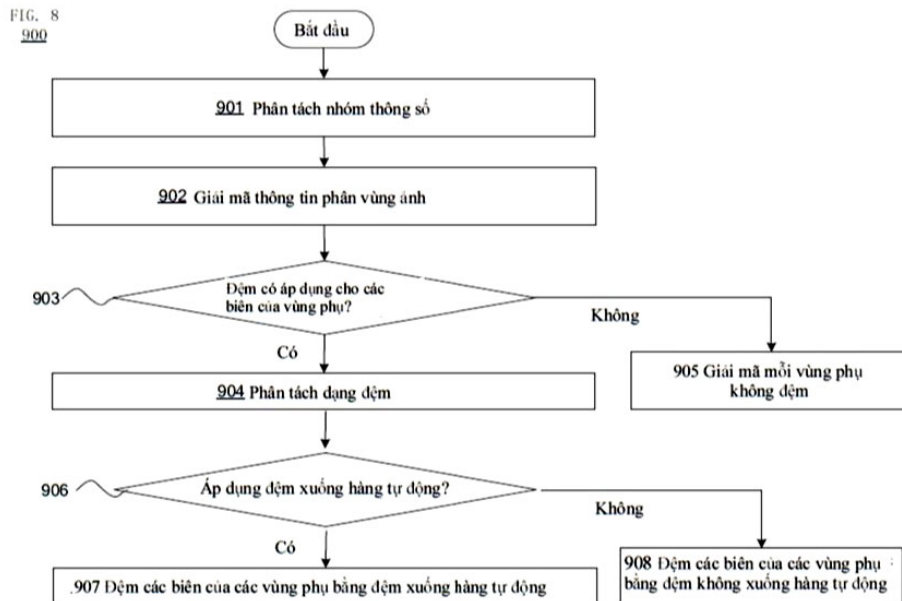 FIG. 8
900
Bắt đầu
901 Phân tách nhóm thông số
902 Giải mã thông tin phân vùng ảnh
903
Đệm có áp dụng cho các
biên của vùng phụ?
Không
Có
905 Giải mã mỗi vùng phụ
không đệm
904 Phân tách dạng đệm
906
Áp dụng đệm xuống hàng tự động?
Không
Có
907 Đệm các biên của các vùng phụ bằng đệm xuống hàng tự động
908 Đệm các biên của các vùng phụ
bằng đệm không xuống hàng tự động